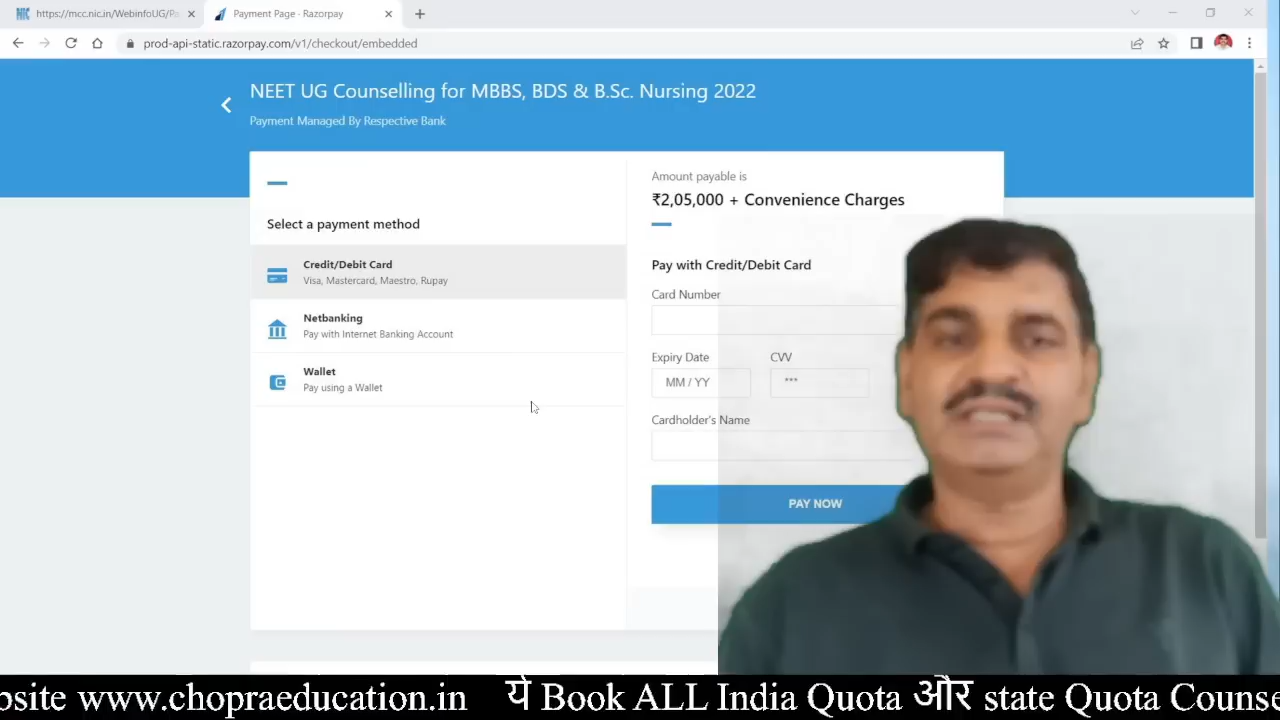 https://mcc.nic.in/WebinfoUG/Pa
Payment Page - Razorpay
prod-api-static.razorpay.com/v1/checkout/embedded
NEET UG Counselling for MBBS, BDS & B.Sc. Nursing 2022
Payment Managed By Respective Bank
Select a payment method
Credit/Debit Card
Visa, Mastercard, Maestro, Rupay
Netbanking
Pay with Internet Banking Account
Wallet
Pay using a Wallet
Amount payable is
₹2,05,000 + Convenience Charges
Pay with Credit/Debit Card
Card Number
Expiry Date CVV
MM / YY ***
Cardholder's Name
PAY NOW
bsite www.chopraeducation.in ये Book ALL India Quota और state Quota Counse